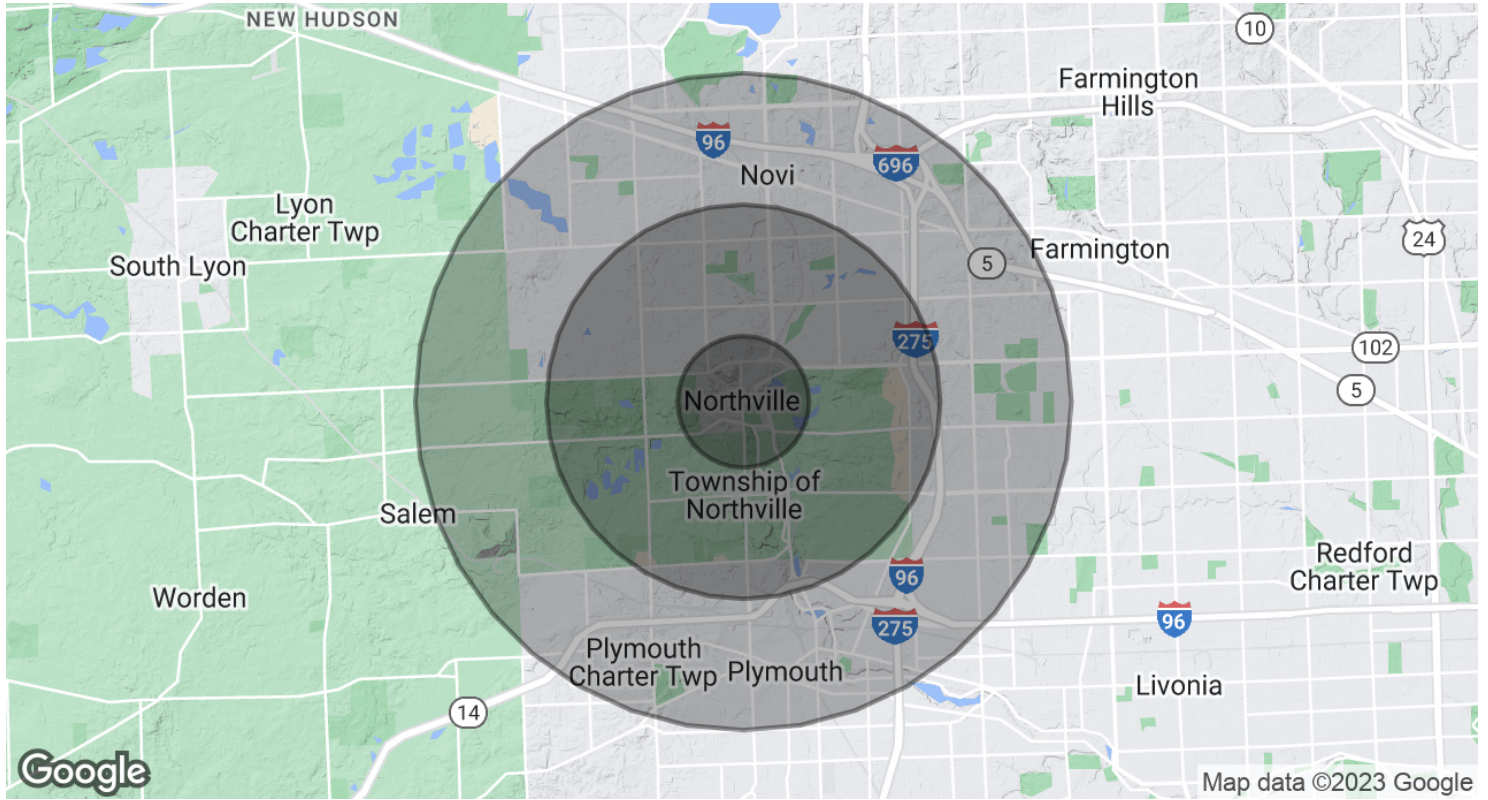 NEW HUDSON
10
Farmington
Hills
96
696
Novi
Lyon
Charter Twp
24
South Lyon
Farmington
5
275
102
5
Northville
Township of
Northville
Salem
96
Redford
Charter Twp
Worden
96
275
Plymouth
Charter Twp
Plymouth
Livonia
14
Google
Map data ©2023 Google